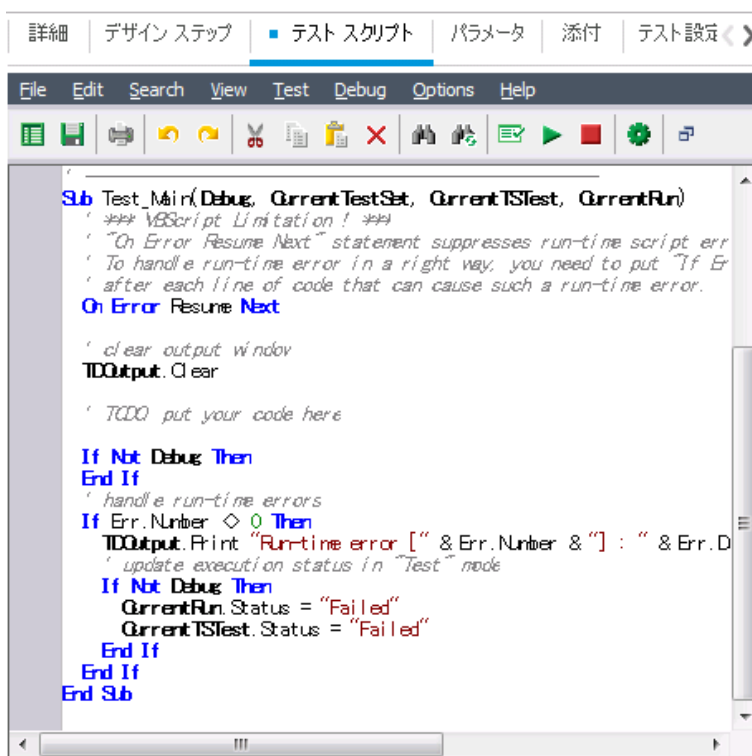 詳細 デザイン ステップ ■ テスト スクリプト パラメータ 添付 テスト設定
File Edit Search View Test Debug Options Help
Sub Test_Main(Debug, CurrentTestSet, CurrentTSTest, CurrentRun)
' *** VBScript Limitation ! ***
' "On Error Resume Next" statement suppresses run-time script err
' To handle run-time error in a right way, you need to put "If Er
' after each line of code that can cause such a run-time error.
On Error Resume Next
' clear output window
TDOutput.Clear
' TODO: put your code here
If Not Debug Then
End If
' handle run-time errors
If Err.Number <> 0 Then
TDOutput.Print "Run-time error [" & Err.Number & "] : " & Err.D
' update execution status in "Test" mode
If Not Debug Then
CurrentRun.Status = "Failed"
CurrentTSTest.Status = "Failed"
End If
End If
End Sub